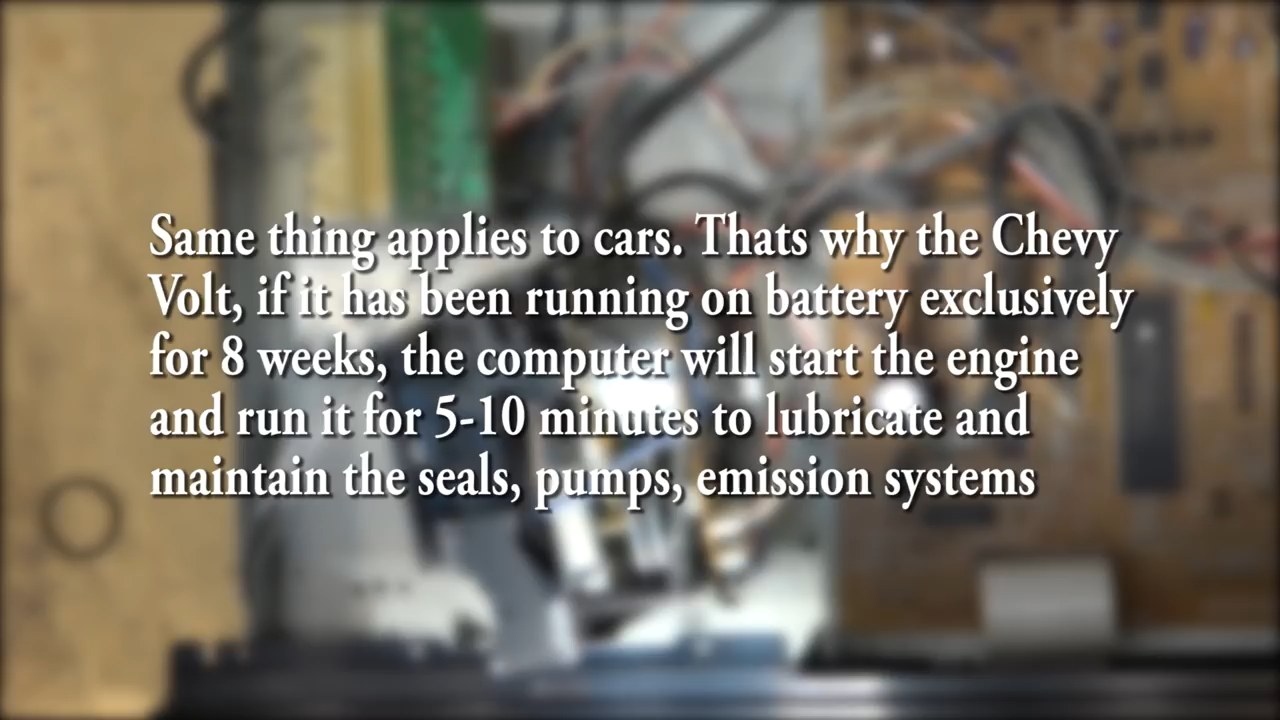 Same thing applies to cars. Thats why the Chevy
Volt, if it has been running on battery exclusively
for 8 weeks, the computer will start the engine
and run it for 5-10 minutes to lubricate and
maintain the seals, pumps, emission systems